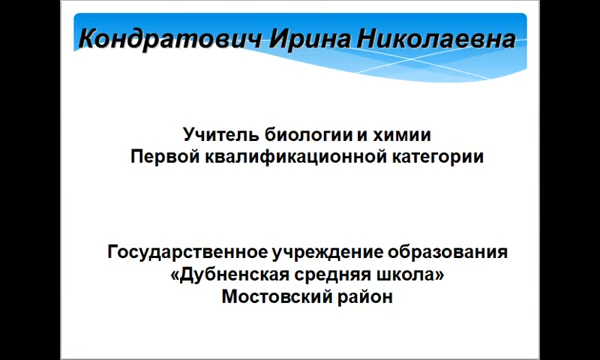 Кондратович Ирина Николаевна
Учитель биологии и химии
Первой квалификационной категории
Государственное учреждение образования
«Дубненская средняя школа»
Мостовский район